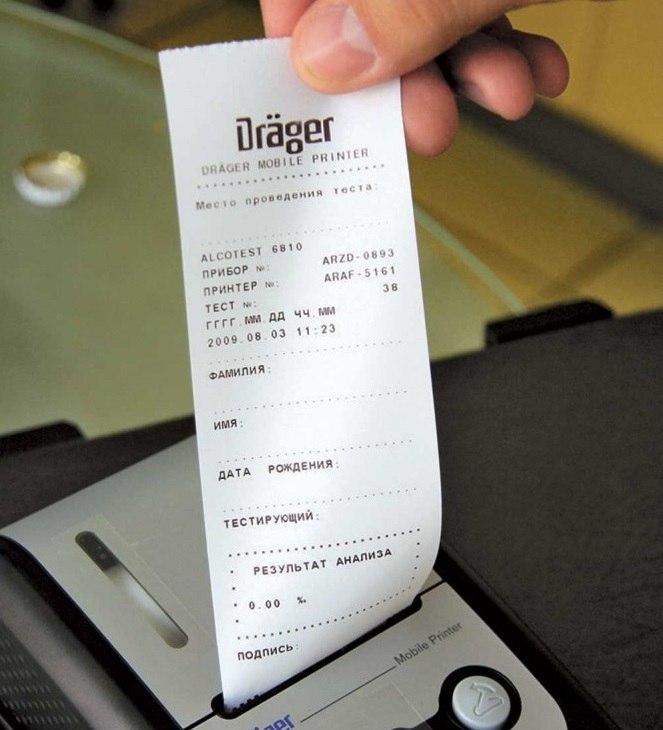 Dräger
DRÄGER MOBILE PRINTER
Место проведения теста:
ALCOTEST 6810
ПРИБОР №: ARZD-0893
ПРИНТЕР №: ARAF-5161
ТЕСТ №: 38
ГГГГ.ММ.ДД ЧЧ.ММ
2009.08.03 11:23
ФАМИЛИЯ:
ИМЯ:
ДАТА РОЖДЕНИЯ:
ТЕСТИРУЮЩИЙ:
РЕЗУЛЬТАТ АНАЛИЗА
0.00 ‰
ПОДПИСЬ:
Dräger
Mobile Printer